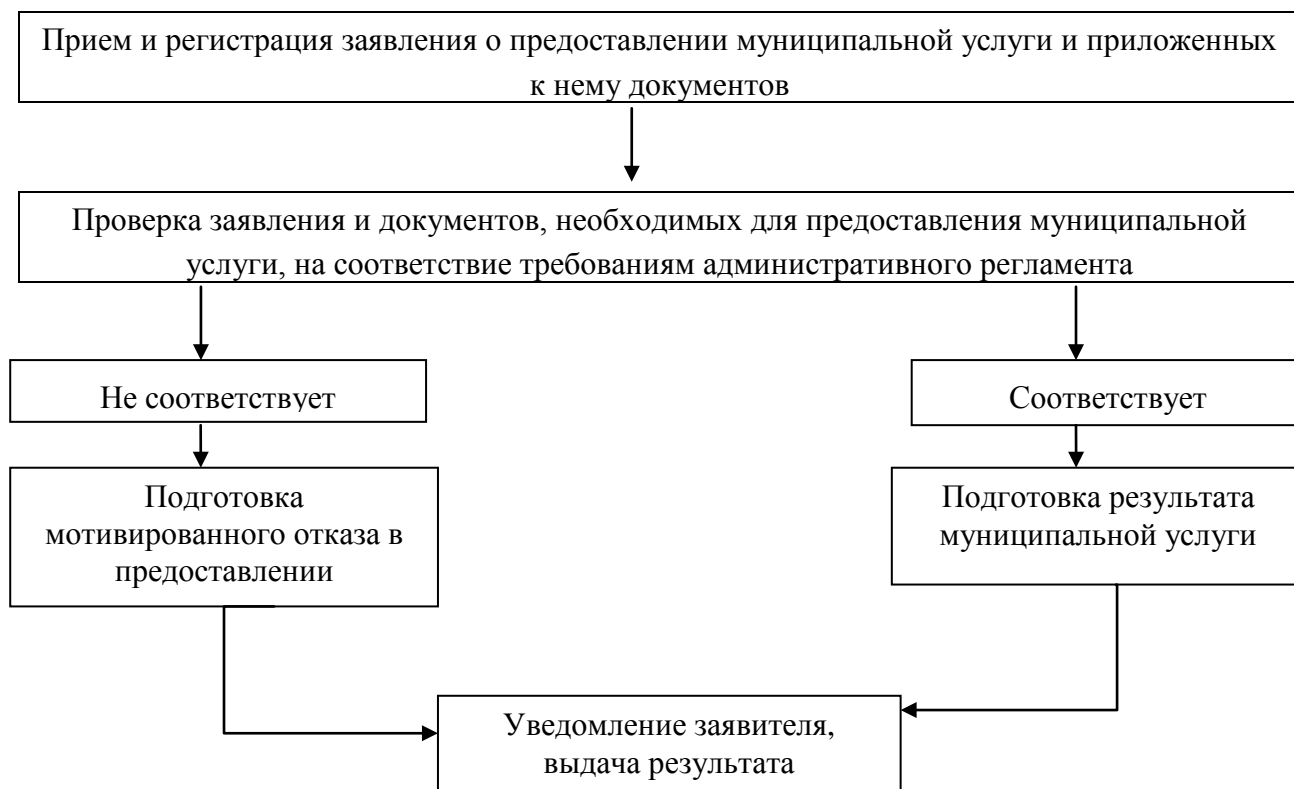 Прием и регистрация заявления о предоставлении муниципальной услуги и приложенных
к нему документов
Проверка заявления и документов, необходимых для предоставления муниципальной
услуги, на соответствие требованиям административного регламента
Не соответствует
Соответствует
Подготовка
мотивированного отказа в
предоставлении
Подготовка результата
муниципальной услуги
Уведомление заявителя,
выдача результата